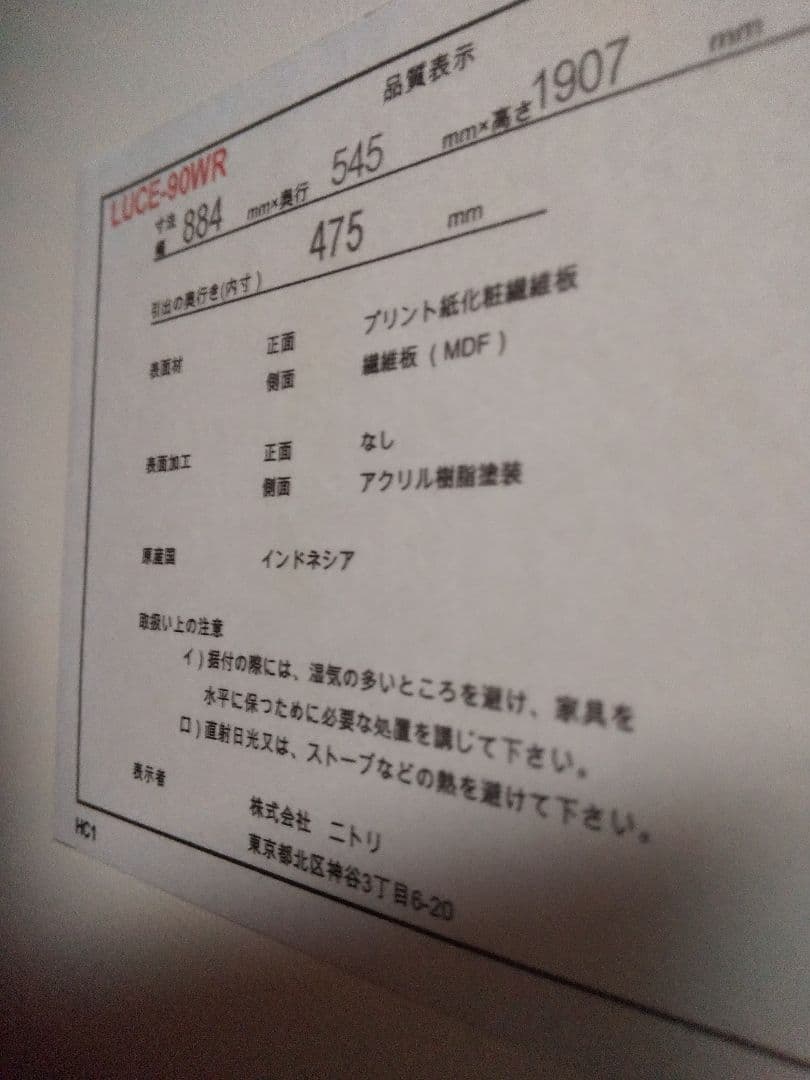 品質表示
LUCE-90WR
寸法
幅 884 mm×奥行 545 mm×高さ 1907 mm
引出の奥行き(内寸) 475 mm
表面材 正面 プリント紙化粧繊維板
側面 繊維板 (MDF)
表面加工 正面 なし
側面 アクリル樹脂塗装
原産国 インドネシア
取扱い上の注意
イ)据付の際には、湿気の多いところを避け、家具を
水平に保つために必要な処置を講じて下さい。
ロ)直射日光又は、ストーブなどの熱を避けて下さい。
表示者 株式会社 ニトリ
東京都北区神谷3丁目6-20
HC1